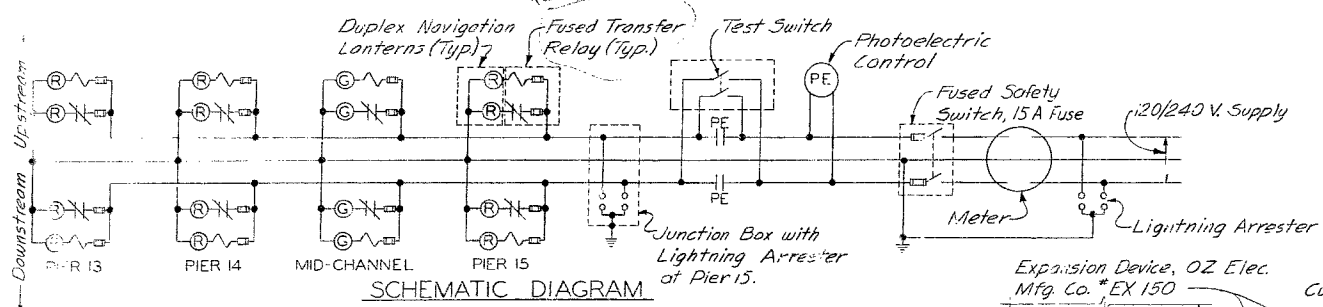 Duplex Navigation
Lanterns (Typ.)
Fused Transfer
Relay (Typ.)
Test Switch
Photoelectric
Control
Fused Safety
Switch, 15 A Fuse
120/240 V. Supply
Upstream
Downstream
R
R
G
R
PE
R
R
G
R
PE
PE
R
R
G
R
R
G
R
PIER 13
PIER 14
MID-CHANNEL
PIER 15
Junction Box with
Lightning Arrester
at Pier 15.
Meter
Lightning Arrester
SCHEMATIC DIAGRAM
Expansion Device, OZ Elec.
Mfg. Co. #EX 150